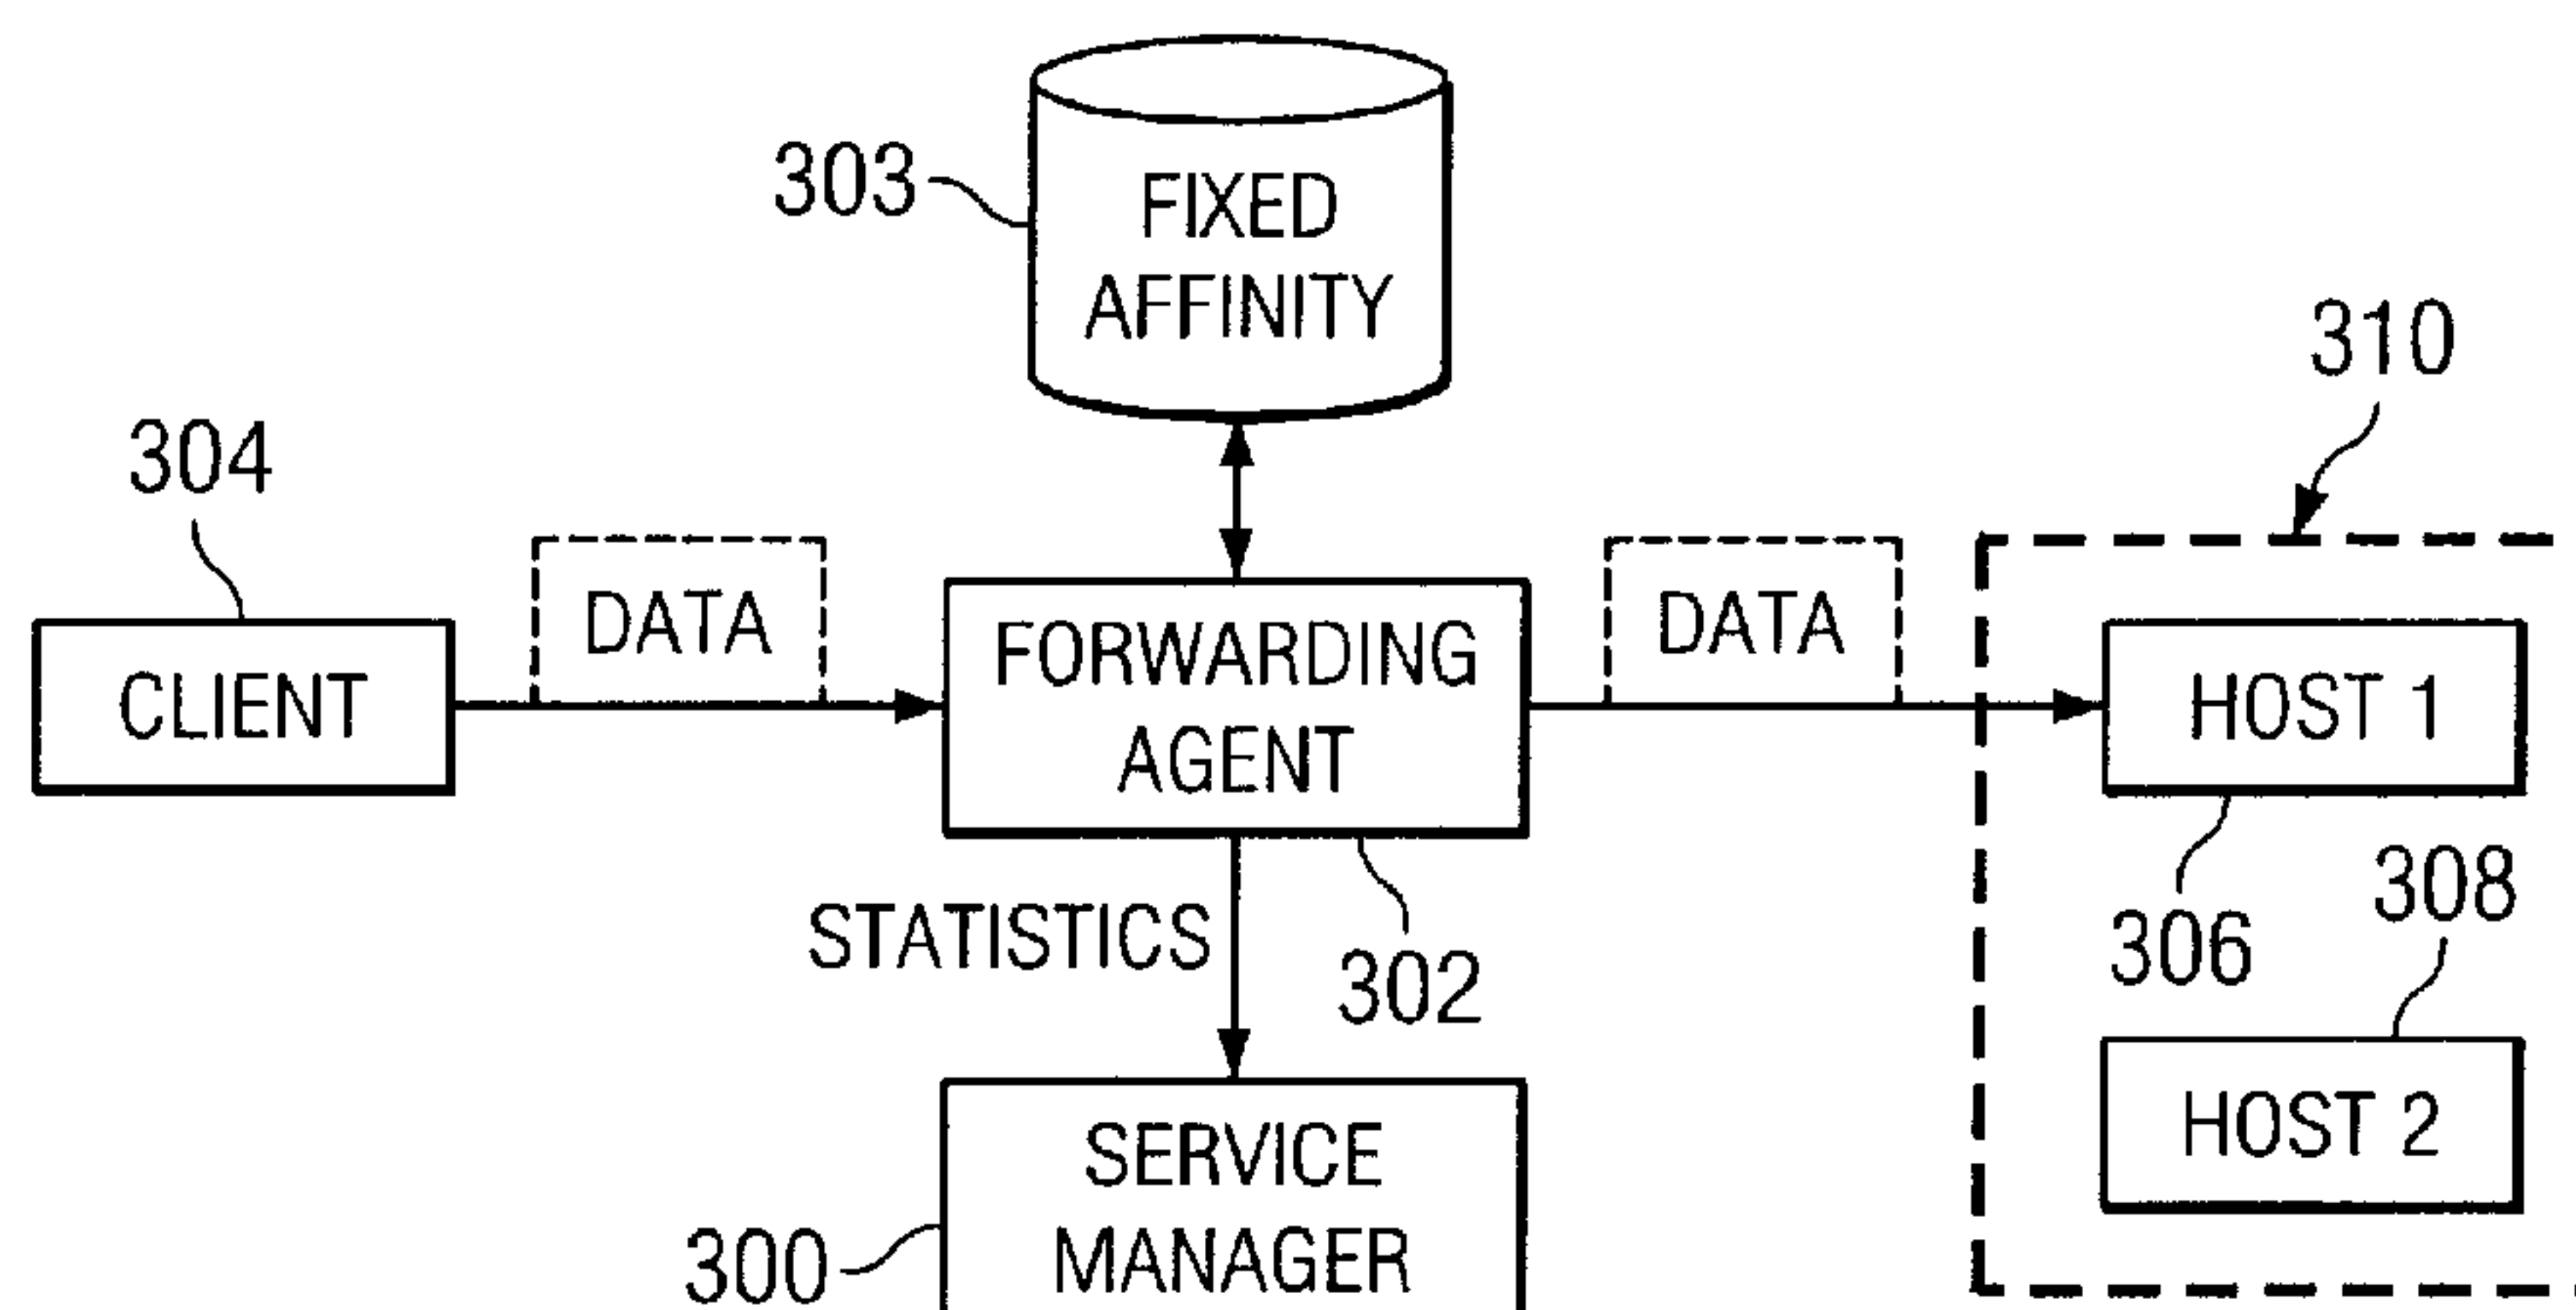 303
FIXED
AFFINITY
310
304
DATA
DATA
CLIENT
FORWARDING
AGENT
HOST 1
STATISTICS
302
306
308
HOST 2
SERVICE
MANAGER
300